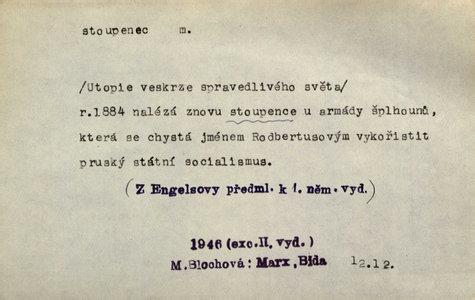 stoupenec m.
/Utopie veskrze spravedlivého světa/
r.1884 nalézá znovu stoupence u armády šplhounů,
která se chystá jménem Rodbertusovým vykořistit
pruský státní socialismus.
(Z Engelsovy předml. k 1. něm. vyd.)
1946 (exc.II. vyd.)
M.Blochová: Marx, Bída 12.12.